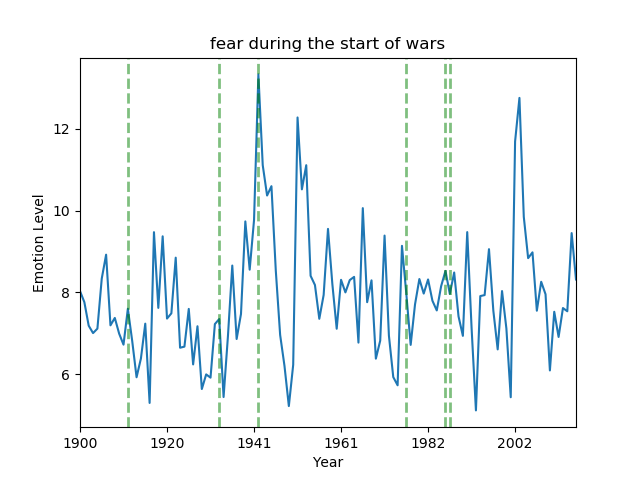 fear during the start of wars
12
10
8
6
Emotion Level
1900 1920 1941 1961 1982 2002
Year